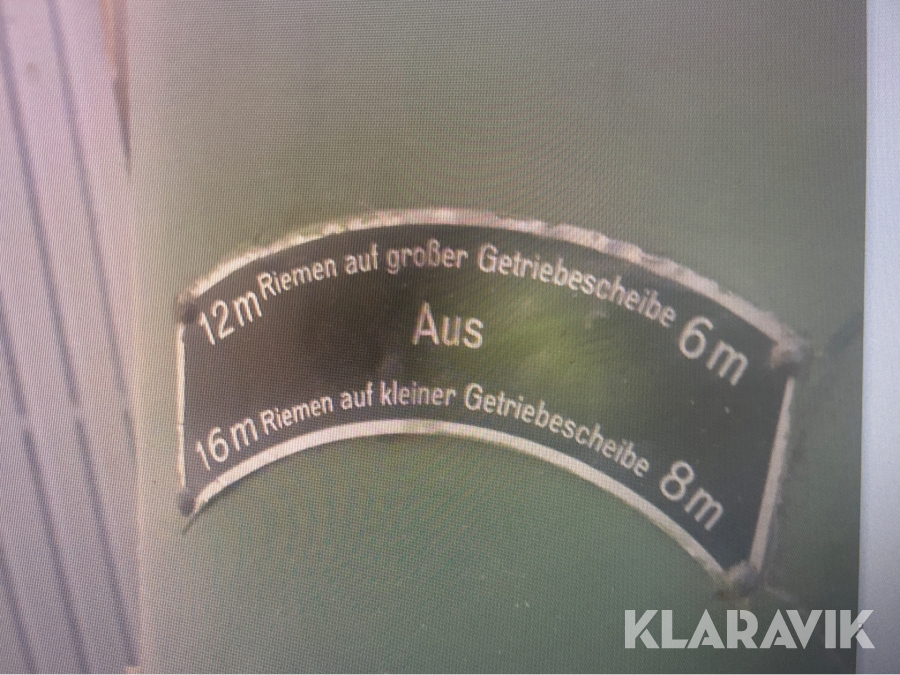 12m Riemen auf großer Getriebescheibe 6m
Aus
16m Riemen auf kleiner Getriebescheibe 8m
KLARAVIK